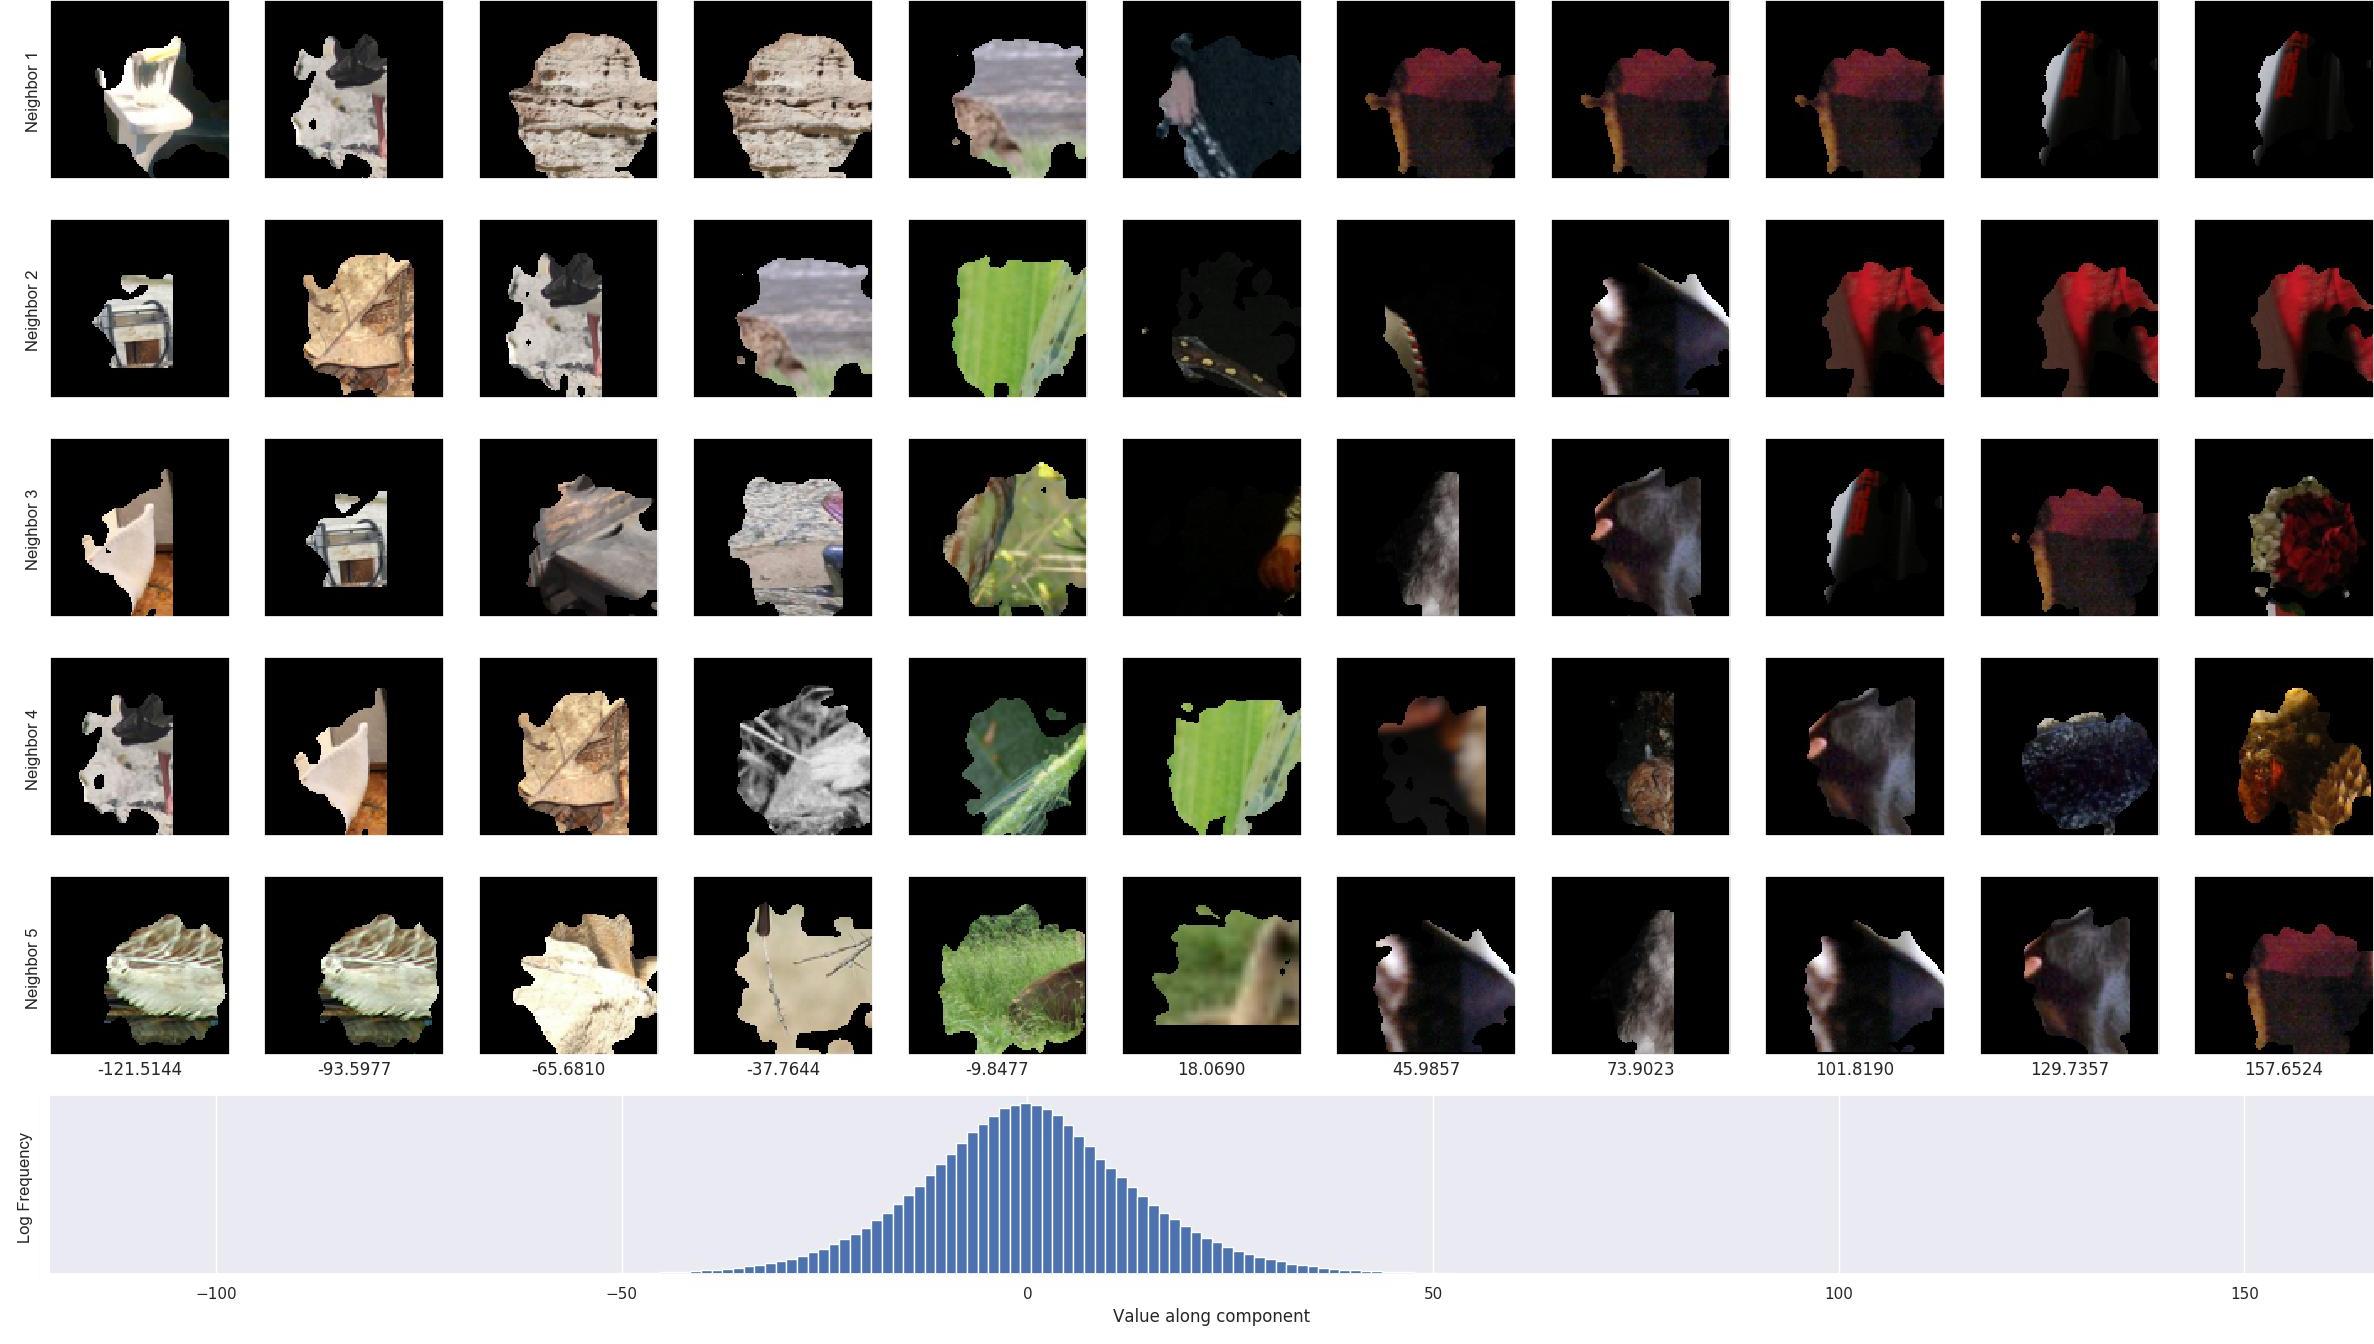 Neighbor 1
Neighbor 2
Neighbor 3
Neighbor 4
Neighbor 5
-121.5144 -93.5977 -65.6810 -37.7644 -9.8477 18.0690 45.9857 73.9023 101.8190 129.7357 157.6524
Log Frequency
−100 −50 0 50 100 150
Value along component